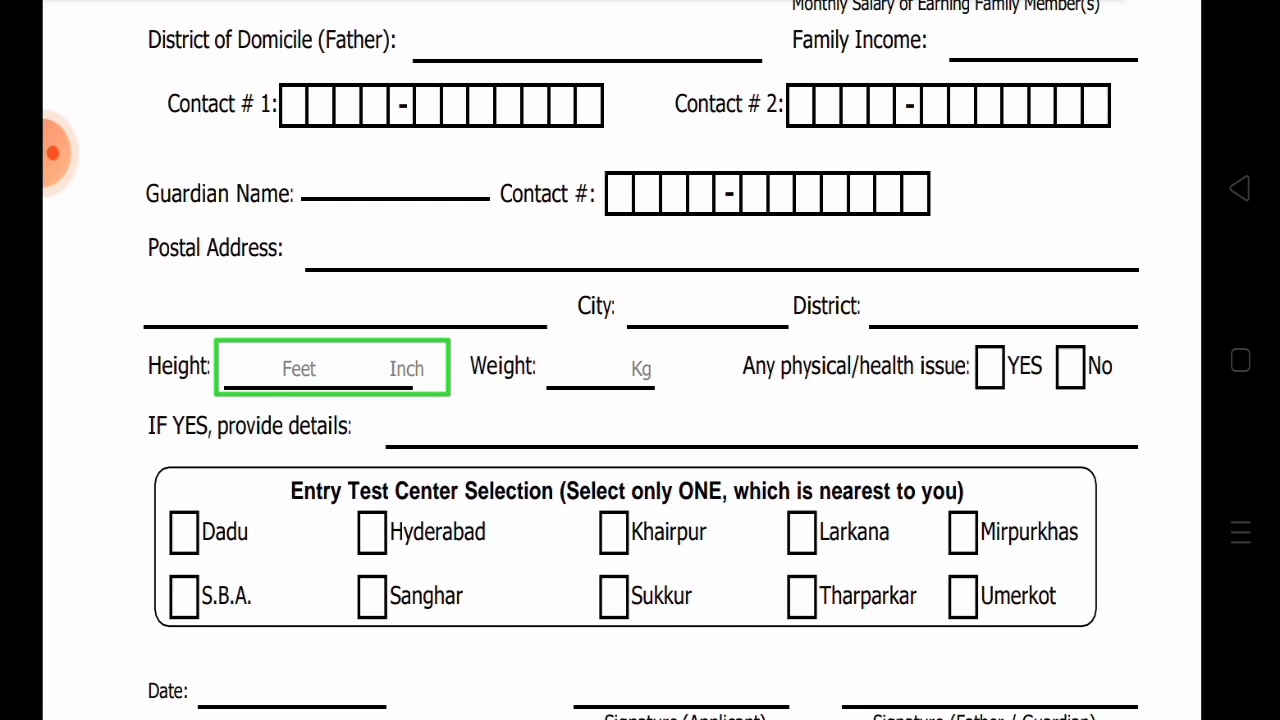 Monthly Salary of Earning Family Member(s)
District of Domicile (Father): Family Income:
Contact # 1: - Contact # 2: -
Guardian Name: Contact #: -
Postal Address:
City: District:
Height: Feet Inch Weight: Kg Any physical/health issue: YES No
IF YES, provide details:
Entry Test Center Selection (Select only ONE, which is nearest to you)
Dadu Hyderabad Khairpur Larkana Mirpurkhas
S.B.A. Sanghar Sukkur Tharparkar Umerkot
Date:
Signature (Applicant) Signature (Father / Guardian)